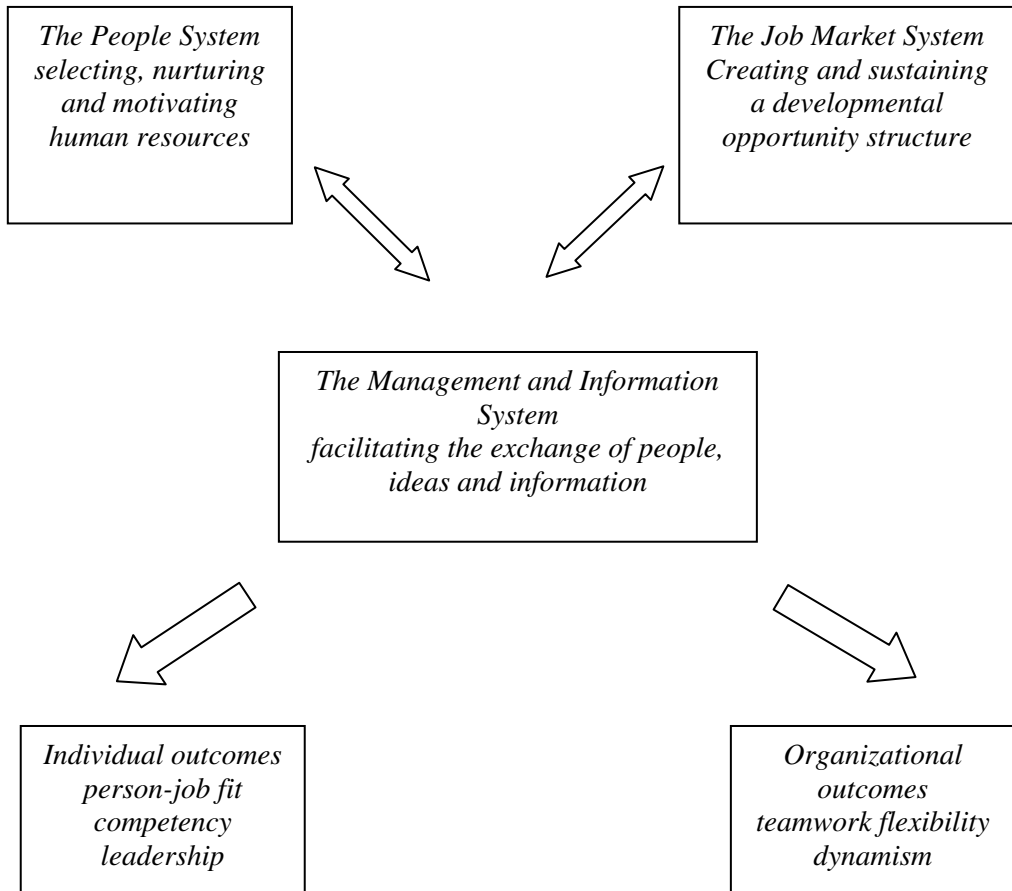 The People System
selecting, nurturing
and motivating
human resources
The Job Market System
Creating and sustaining
a developmental
opportunity structure
The Management and Information
System
facilitating the exchange of people,
ideas and information
Individual outcomes
person-job fit
competency
leadership
Organizational
outcomes
teamwork flexibility
dynamism